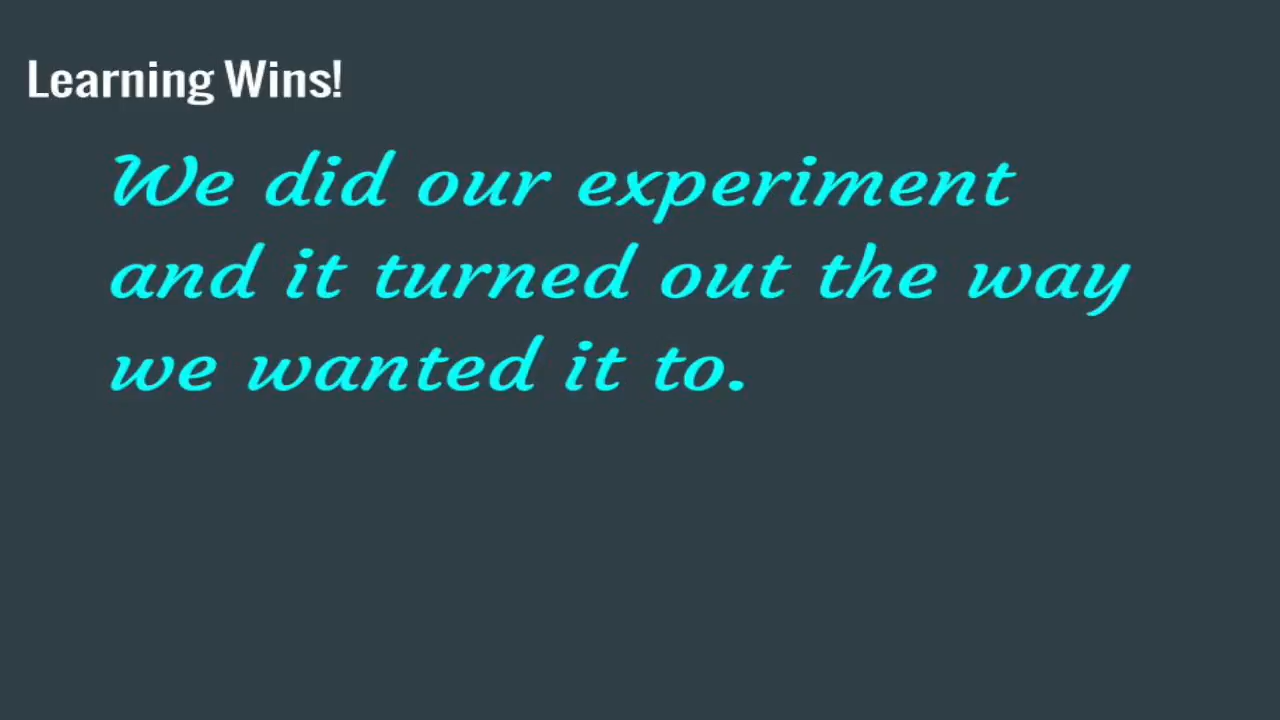 Learning Wins!
We did our experiment
and it turned out the way
we wanted it to.